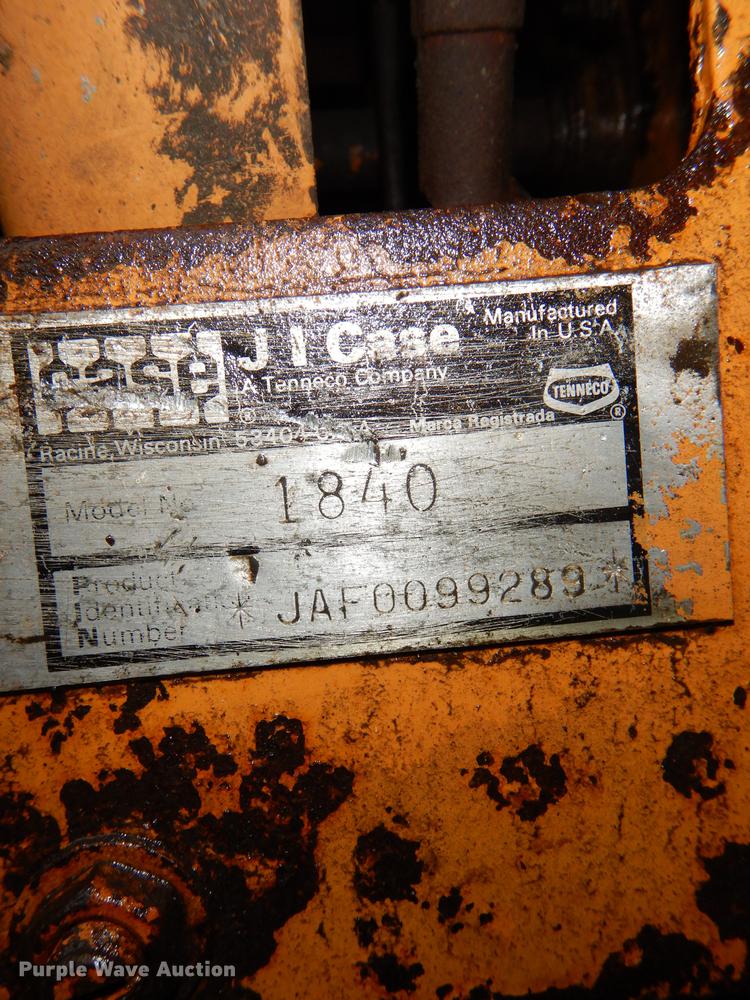 CASE
J I Case
A Tenneco Company
Manufactured
In U.S.A.
TENNECO
®
®
Racine, Wisconsin
Marca Registrada
Model No
1840
Product
Identification
Number
* JAF0099289 *
Purple Wave Auction